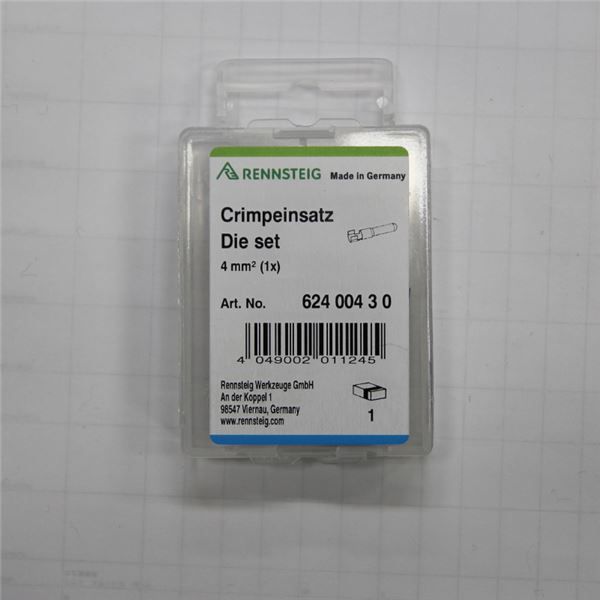 RENNSTEIG Made in Germany
Crimpeinsatz
Die set
4 mm² (1x)
Art. No. 624 004 3 0
4 049002 011245
Rennsteig Werkzeuge GmbH
An der Koppel 1
98547 Viernau, Germany
www.rennsteig.com
1